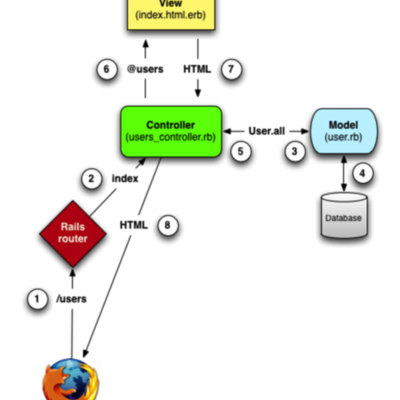 View
(index.html.erb)
6 @users HTML 7
Controller
(users_controller.rb)
User.all
5 3
Model
(user.rb)
4
Database
2 index
Rails
router
HTML 8
1 /users